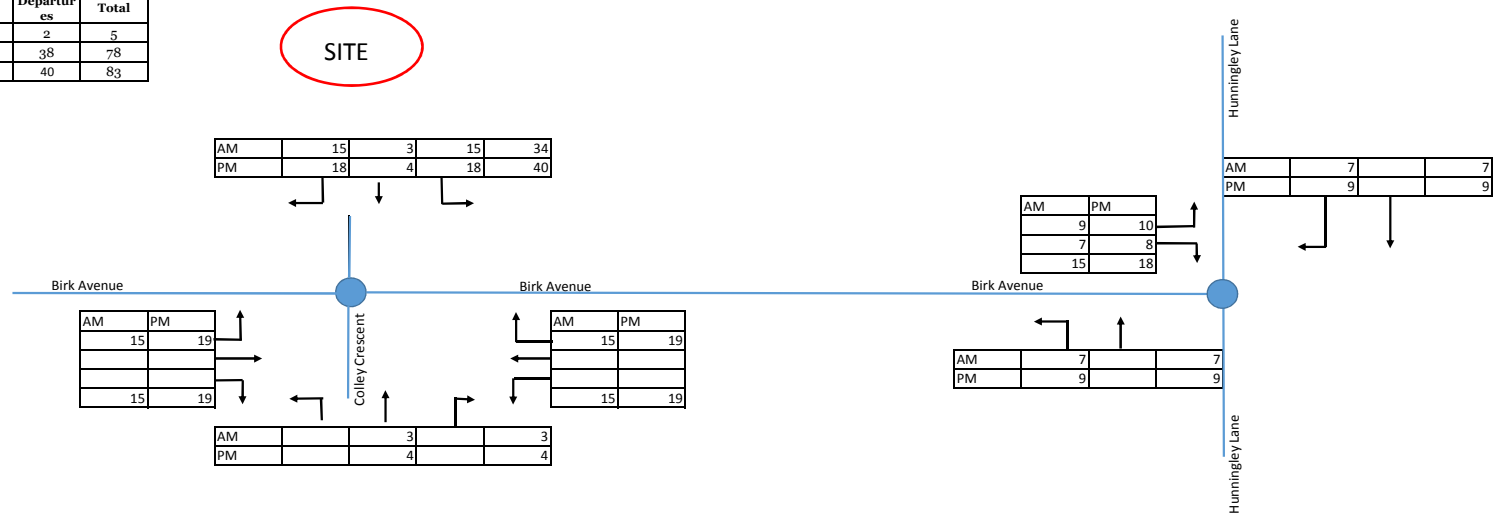 Departur
es Total
2 5
38 78
40 83
SITE
Hunningley Lane
AM 15 3 15 34
PM 18 4 18 40
AM 7 7
PM 9 9
AM PM
9 10
7 8
15 18
Birk Avenue
Birk Avenue
Birk Avenue
AM PM
15 19
15 19
Colley Crescent
AM PM
15 19
15 19
AM 7 7
PM 9 9
AM 3 3
PM 4 4
Hunningley Lane